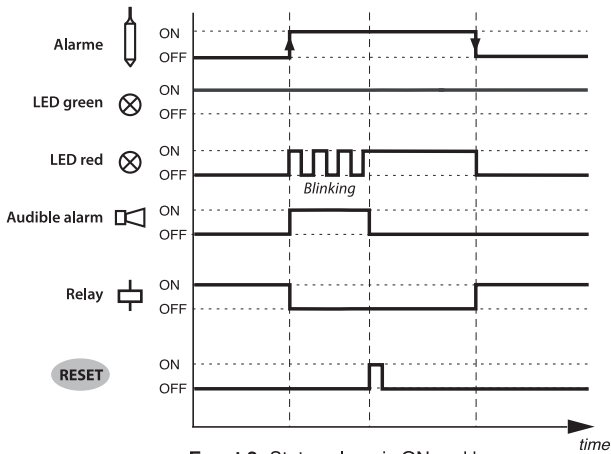 Alarme
ON
OFF
LED green
ON
OFF
LED red
ON
OFF
Blinking
Audible alarm
ON
OFF
Relay
ON
OFF
RESET
ON
OFF
time